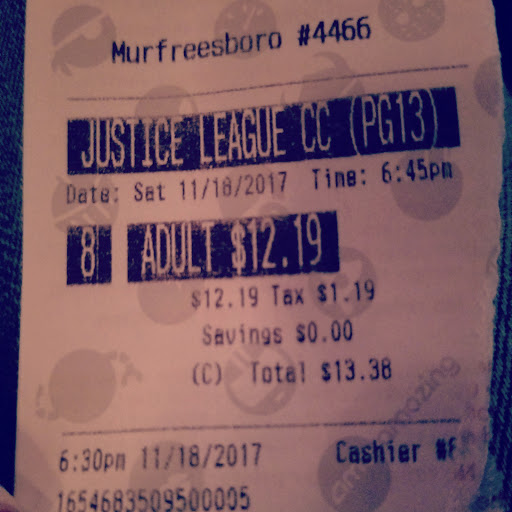 Murfreesboro #4466
JUSTICE LEAGUE CC (PG13)
Date: Sat 11/18/2017 Time: 6:45pm
8 ADULT $12.19
$12.19 Tax $1.19
Savings $0.00
(C) Total $13.38
6:30pm 11/18/2017 Cashier
1654683509500005
amazing